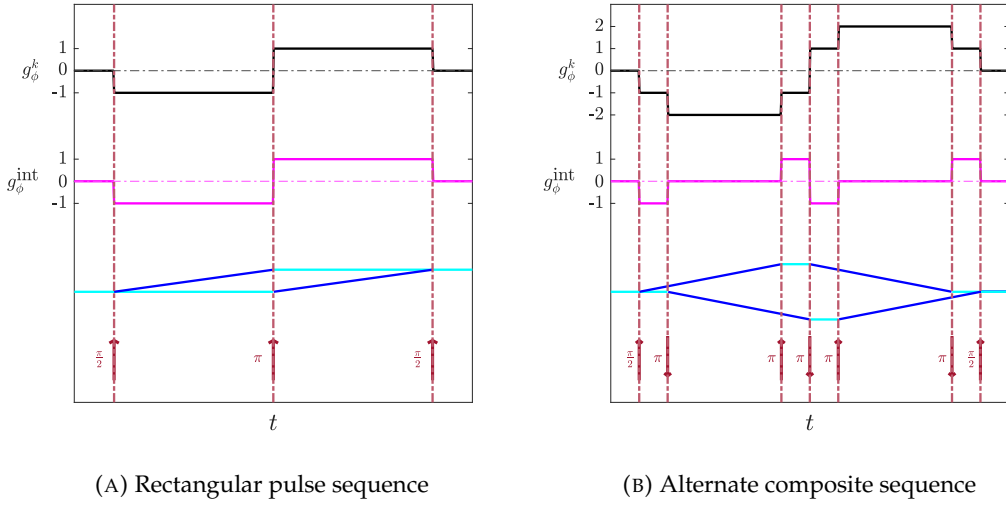 1
g_ϕ^k 0
-1
1
g_ϕ^int 0
-1
π/2 π π/2
t
(A) Rectangular pulse sequence
2
1
g_ϕ^k 0
-1
-2
1
g_ϕ^int 0
-1
π/2 π π π π π π/2
t
(B) Alternate composite sequence